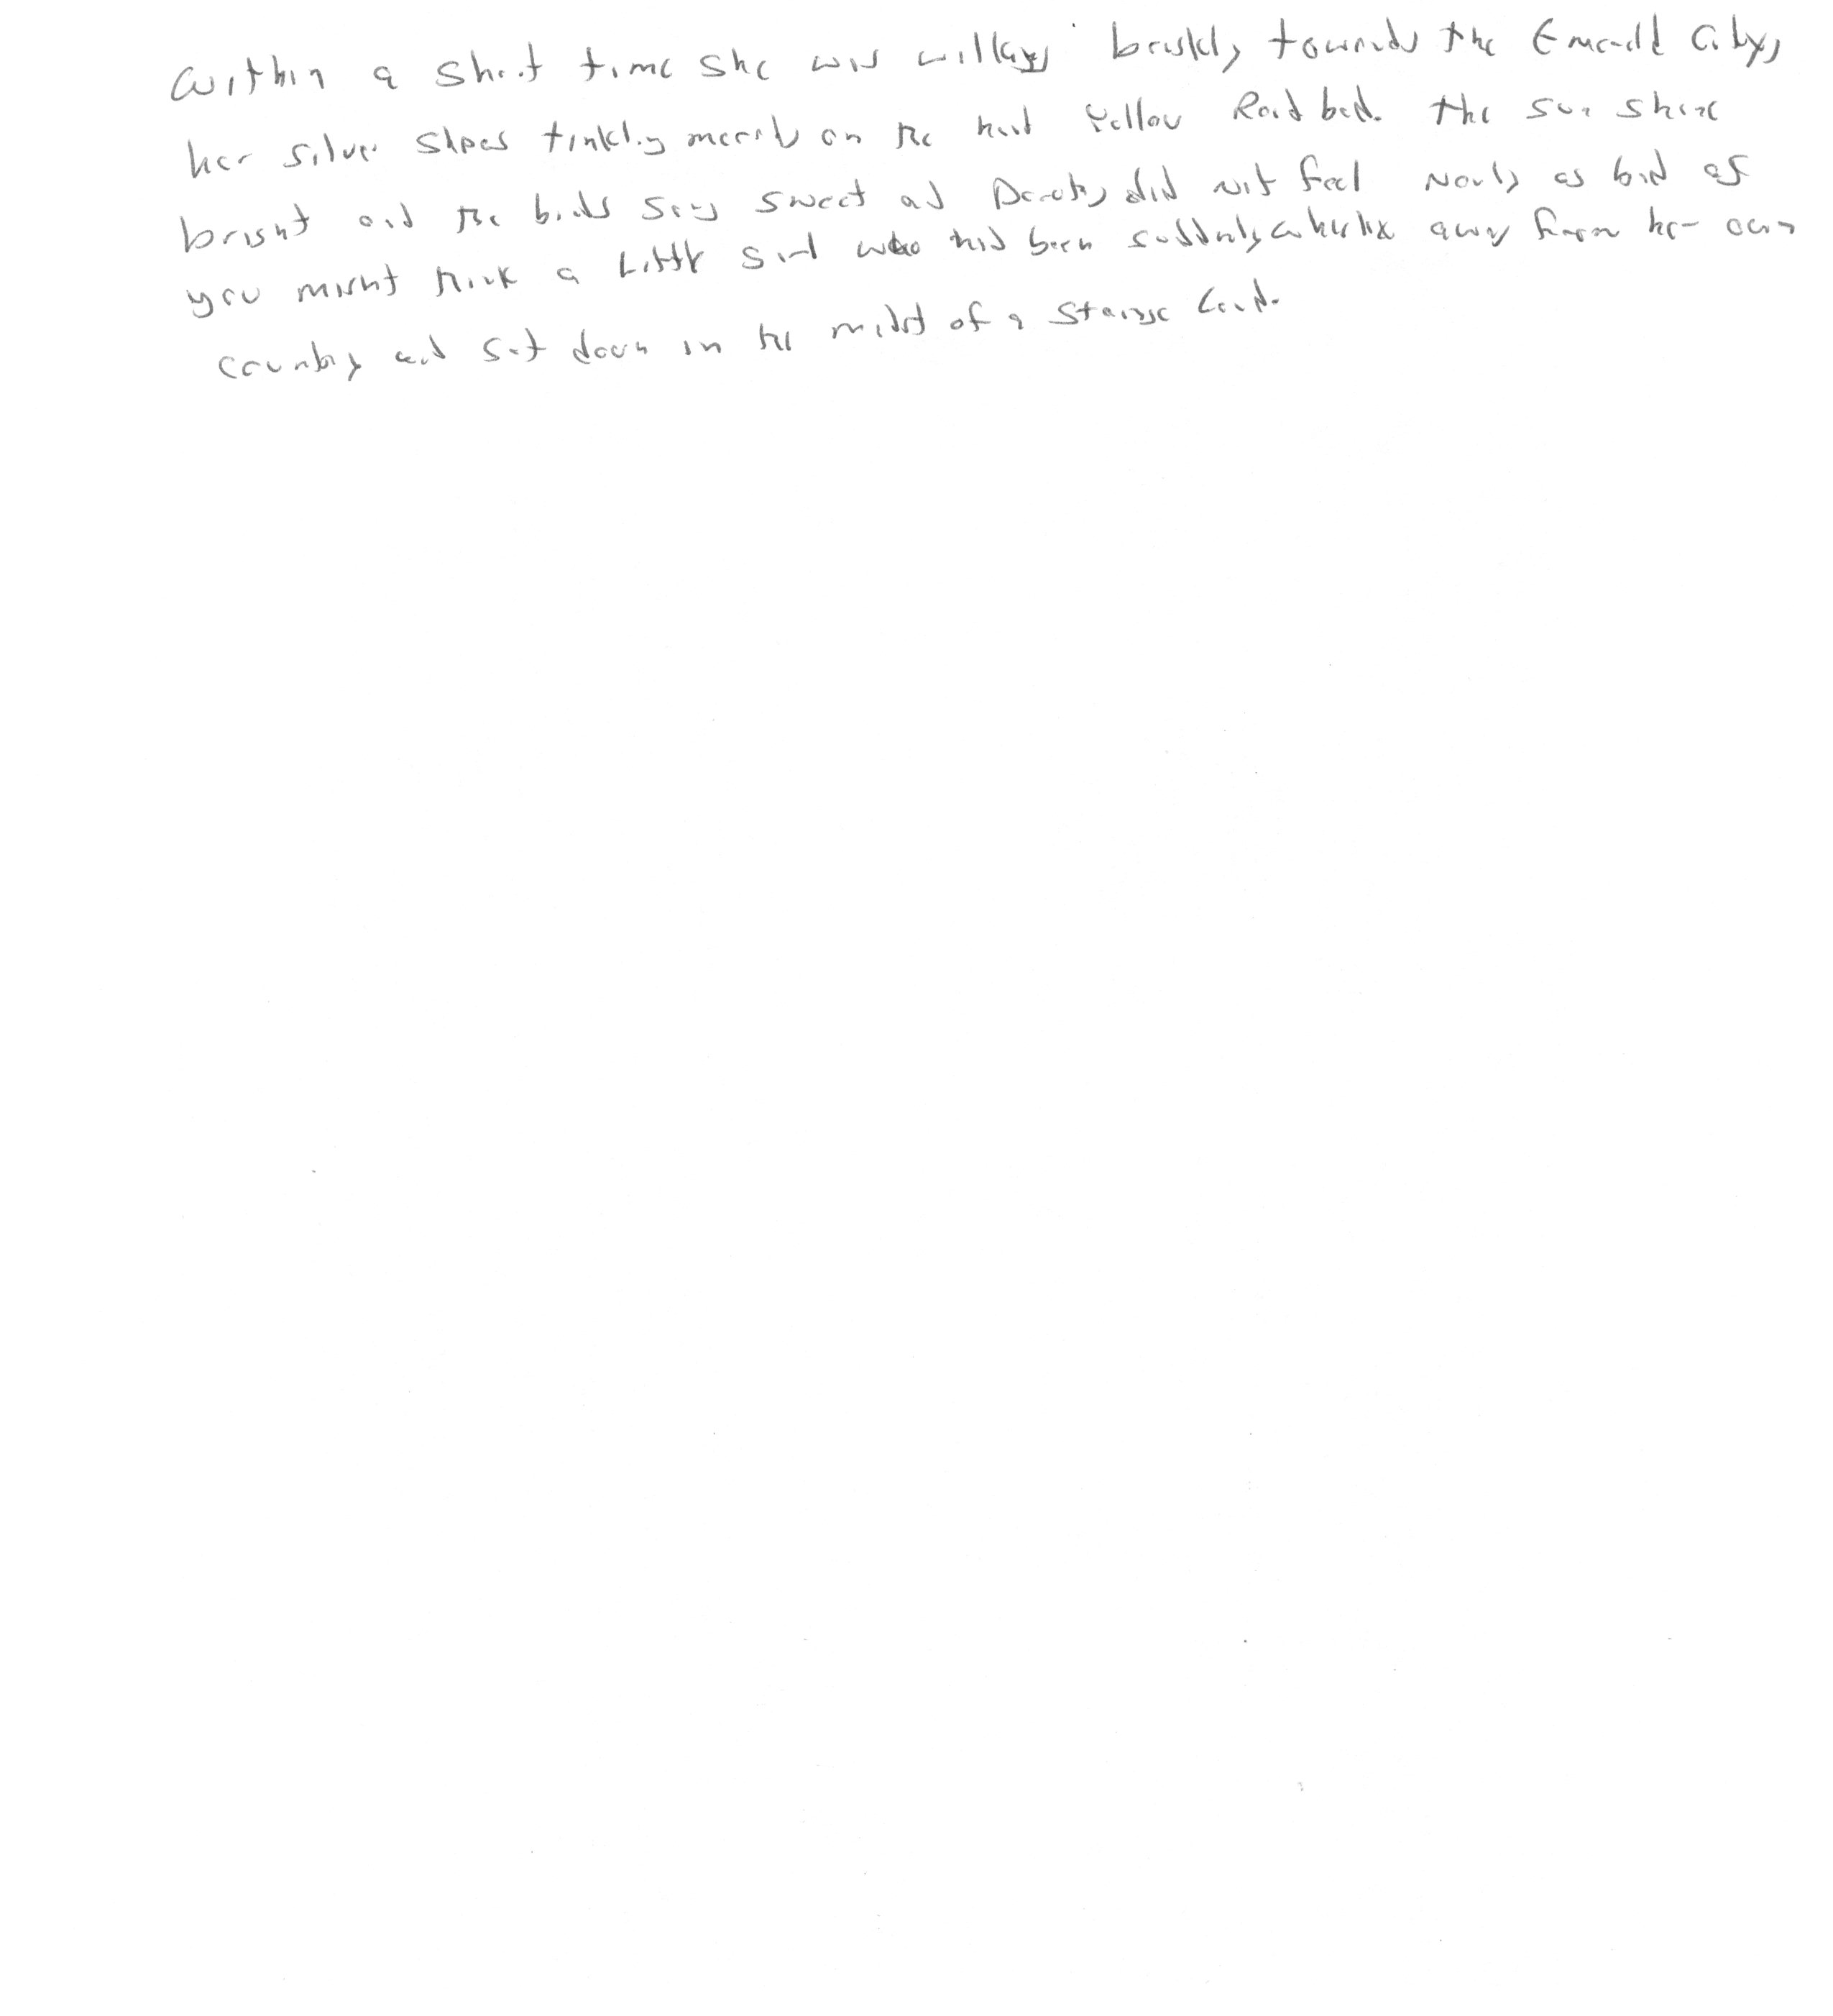 Within a short time she was walking briskly towards the Emerald City,
her silver shoes tinkling merrily on the hard yellow Road bed. The sun shone
bright and the birds sang sweet and Dorothy did not feel nearly as bad as
you might think a little girl who had been suddenly whisked away from her own
country and set down in the midst of a strange land.